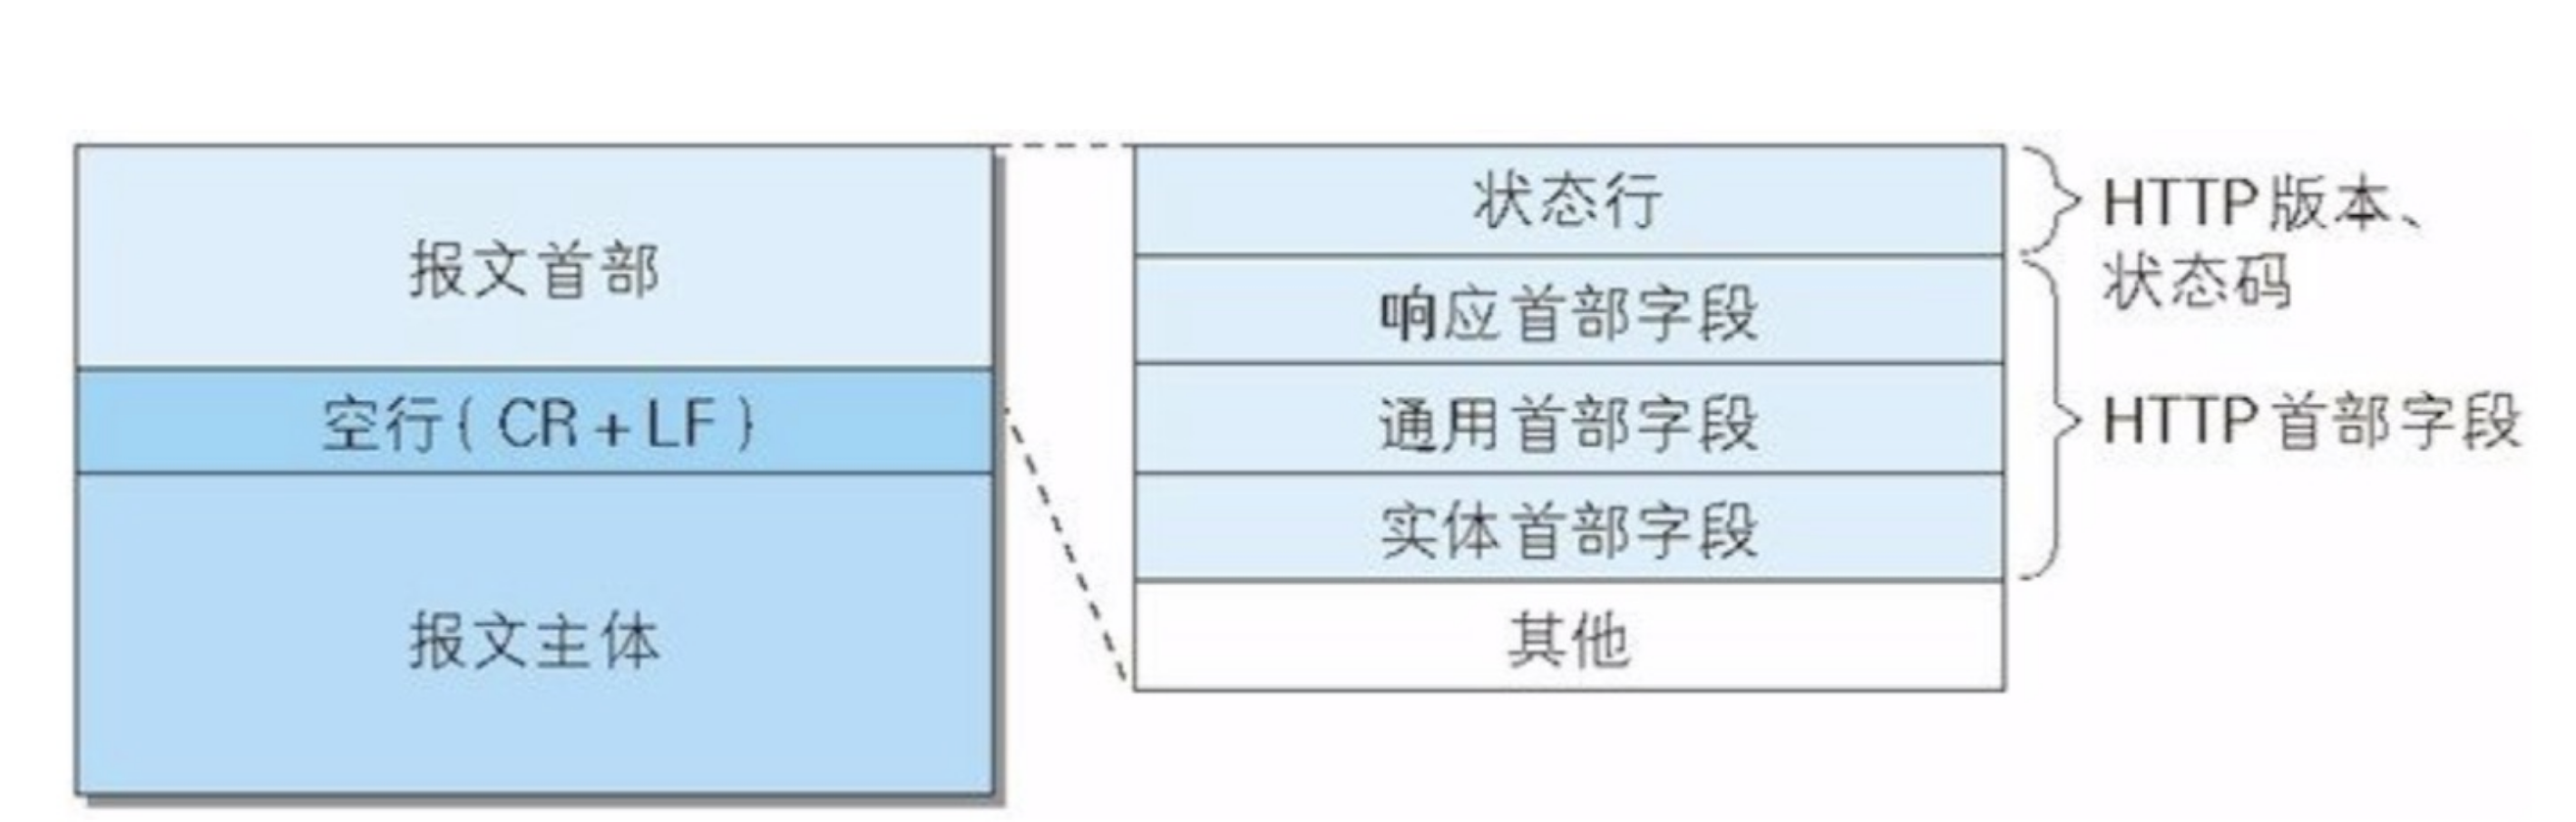 报文首部
空行(CR+LF)
报文主体
状态行
响应首部字段
通用首部字段
实体首部字段
其他
HTTP版本、
状态码
HTTP首部字段